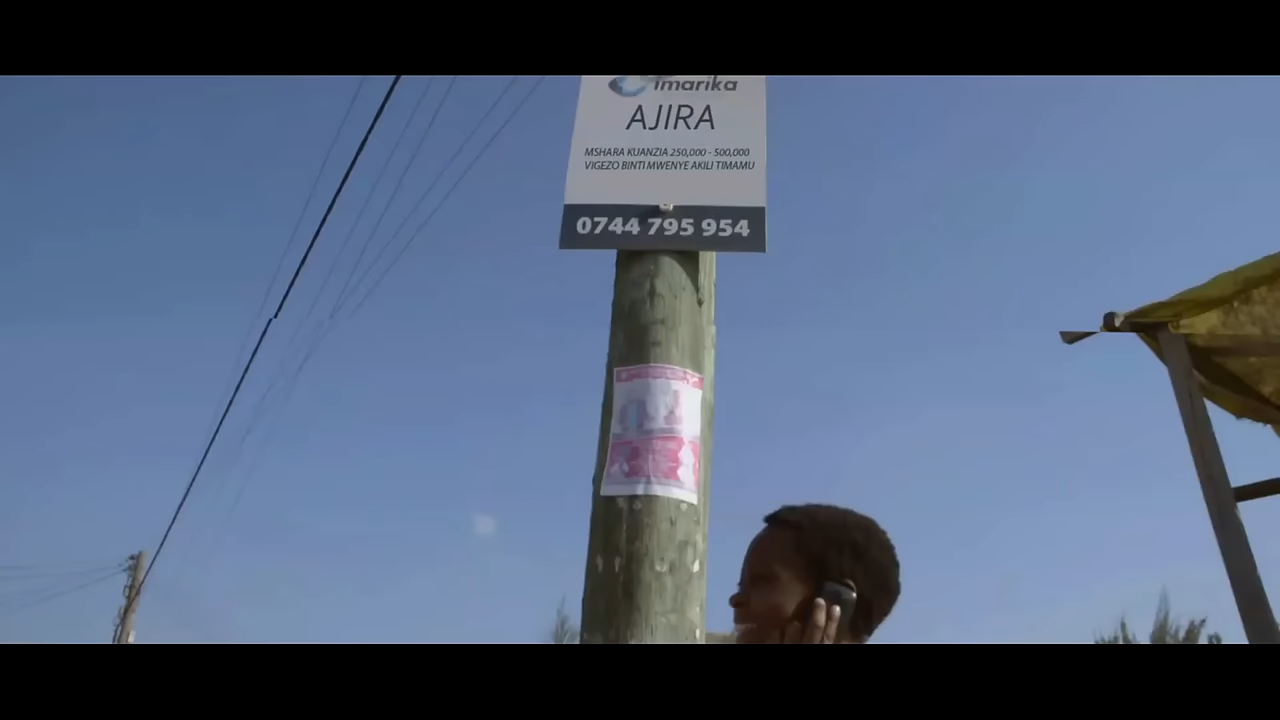 imarika
AJIRA
MSHARA KUANZIA 250,000 - 500,000
VIGEZO BINTI MWENYE AKILI TIMAMU
0744 795 954